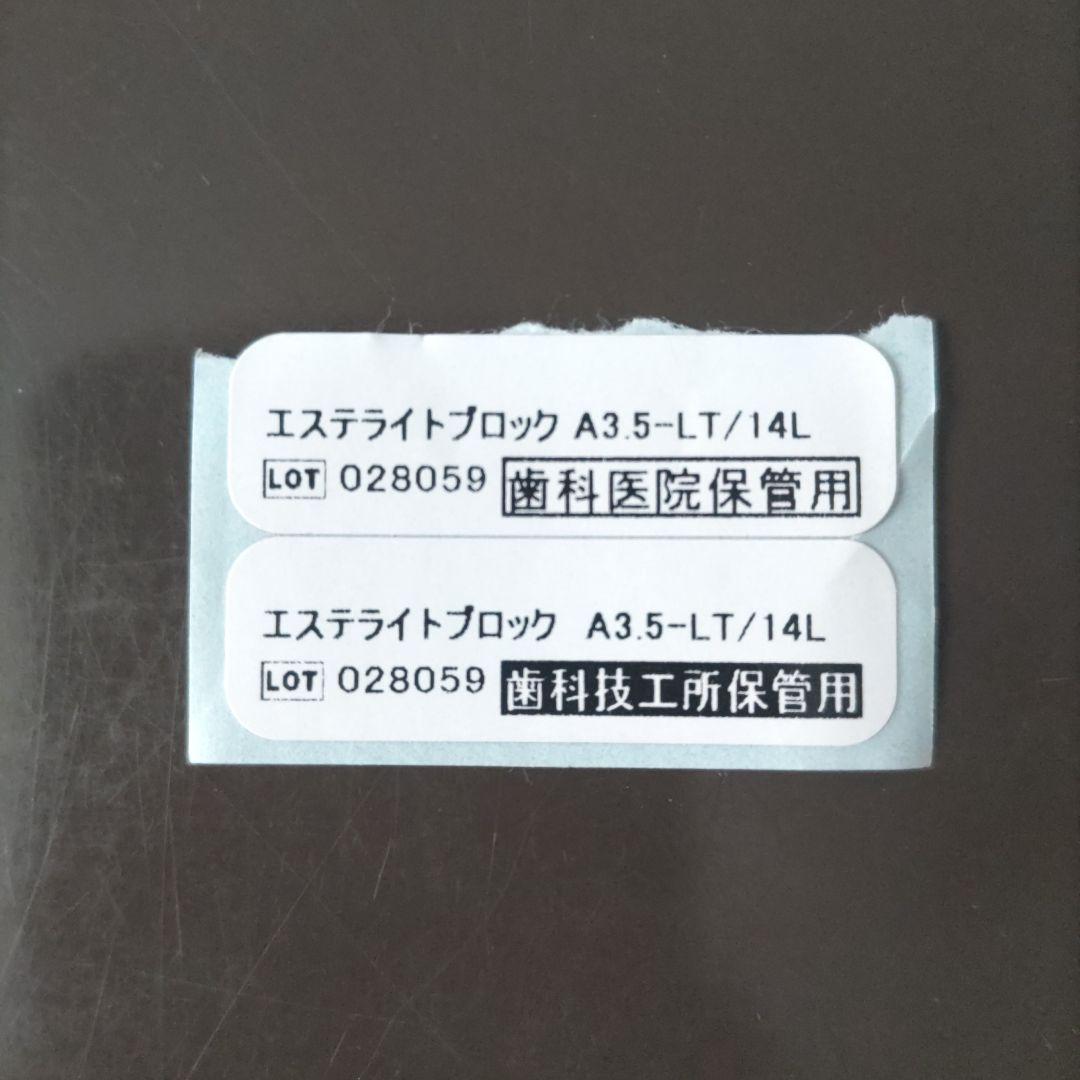 エステライトブロック A3.5-LT/14L
LOT 028059 歯科医院保管用
エステライトブロック A3.5-LT/14L
LOT 028059 歯科技工所保管用